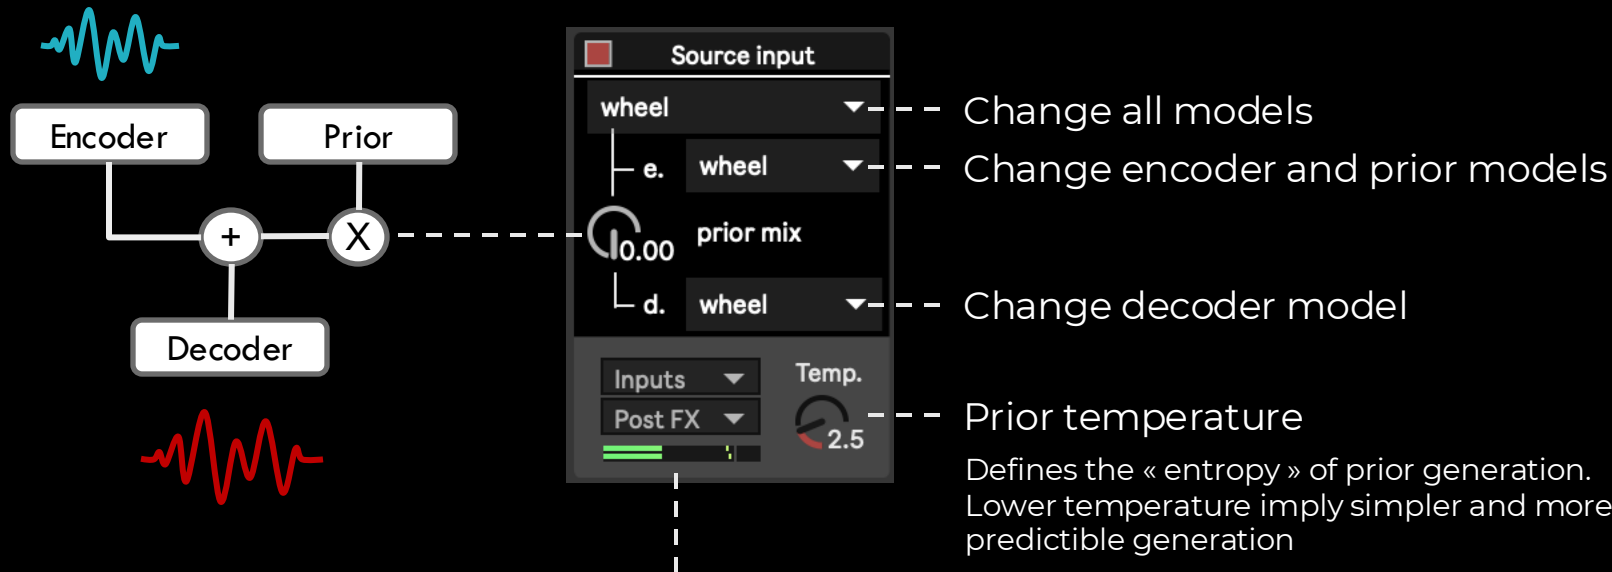 Encoder
Prior
+
X
Decoder
Source input
wheel
e.
wheel
0.00
prior mix
d.
wheel
Inputs
Post FX
Temp.
2.5
Change all models
Change encoder and prior models
Change decoder model
Prior temperature
Defines the « entropy » of prior generation.
Lower temperature imply simpler and more
predictible generation